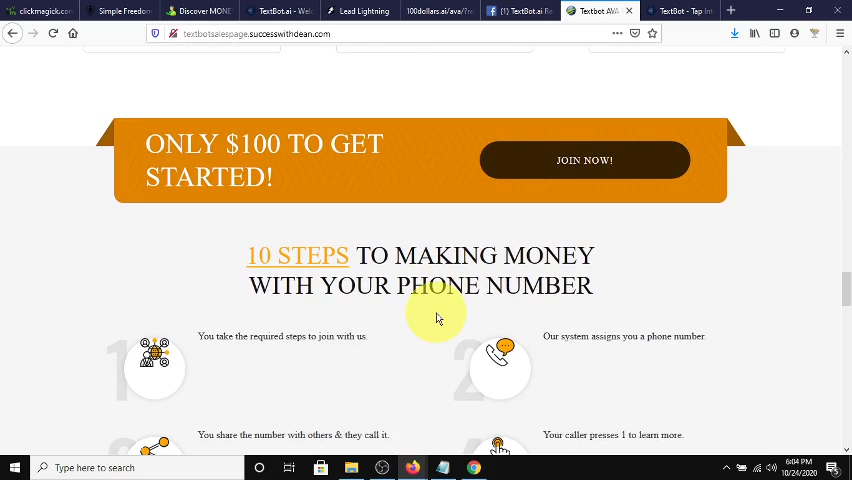 clickmagick.com
Simple Freedom
Discover MONE
TextBot.ai - Welc
Lead Lightning
100dollars.ai/ava/?re
(1) TextBot.ai Re
Textbot AVA
TextBot - Tap Int
textbotsalespage.successwithdean.com
ONLY $100 TO GET
STARTED!
JOIN NOW!
10 STEPS TO MAKING MONEY
WITH YOUR PHONE NUMBER
1
You take the required steps to join with us.
2
Our system assigns you a phone number.
You share the number with others & they call it.
Your caller presses 1 to learn more.
Type here to search
6:04 PM
10/24/2020